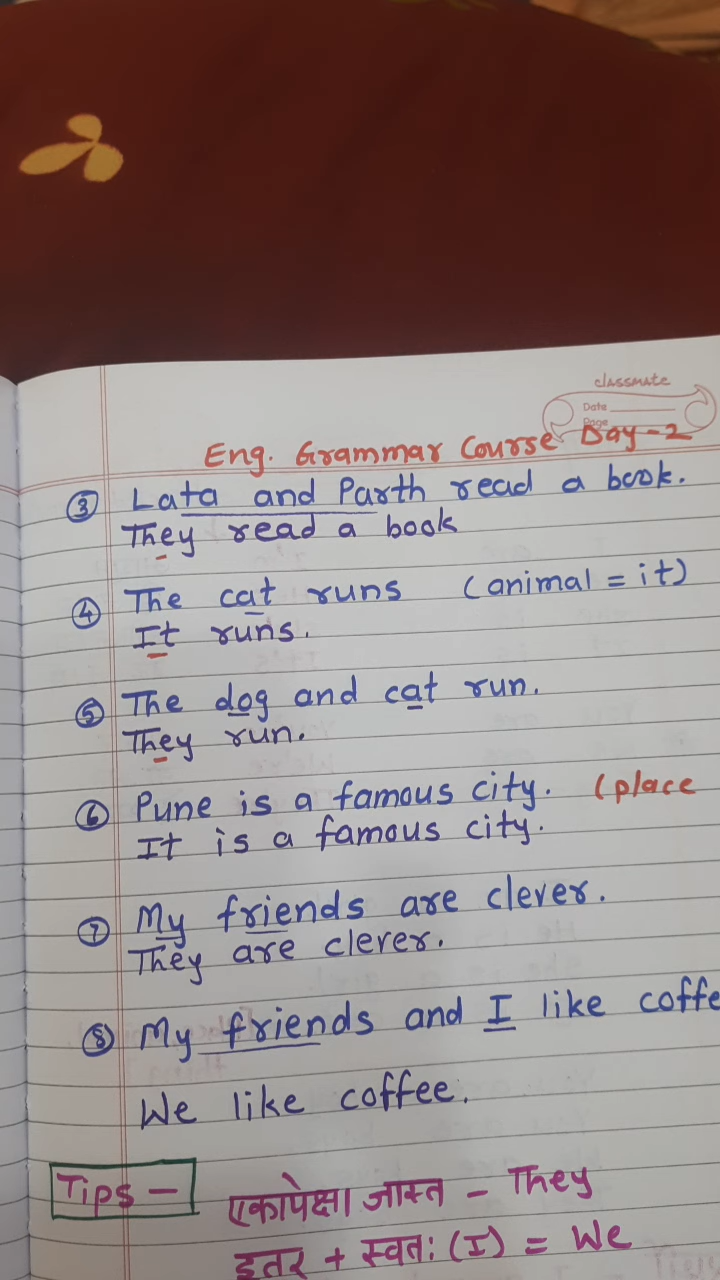 classmate
Date
Page
Eng. Grammar Course Day-2
③ Lata and Parth read a book.
They read a book
④ The cat runs (animal = it)
It runs.
⑤ The dog and cat run.
They run.
⑥ Pune is a famous city. (place
It is a famous city.
⑦ My friends are clever.
They are clever.
⑧ My friends and I like coffe
We like coffee.
Tips - एकापेक्षा जास्त - They
इतर + स्वत: (I) = We